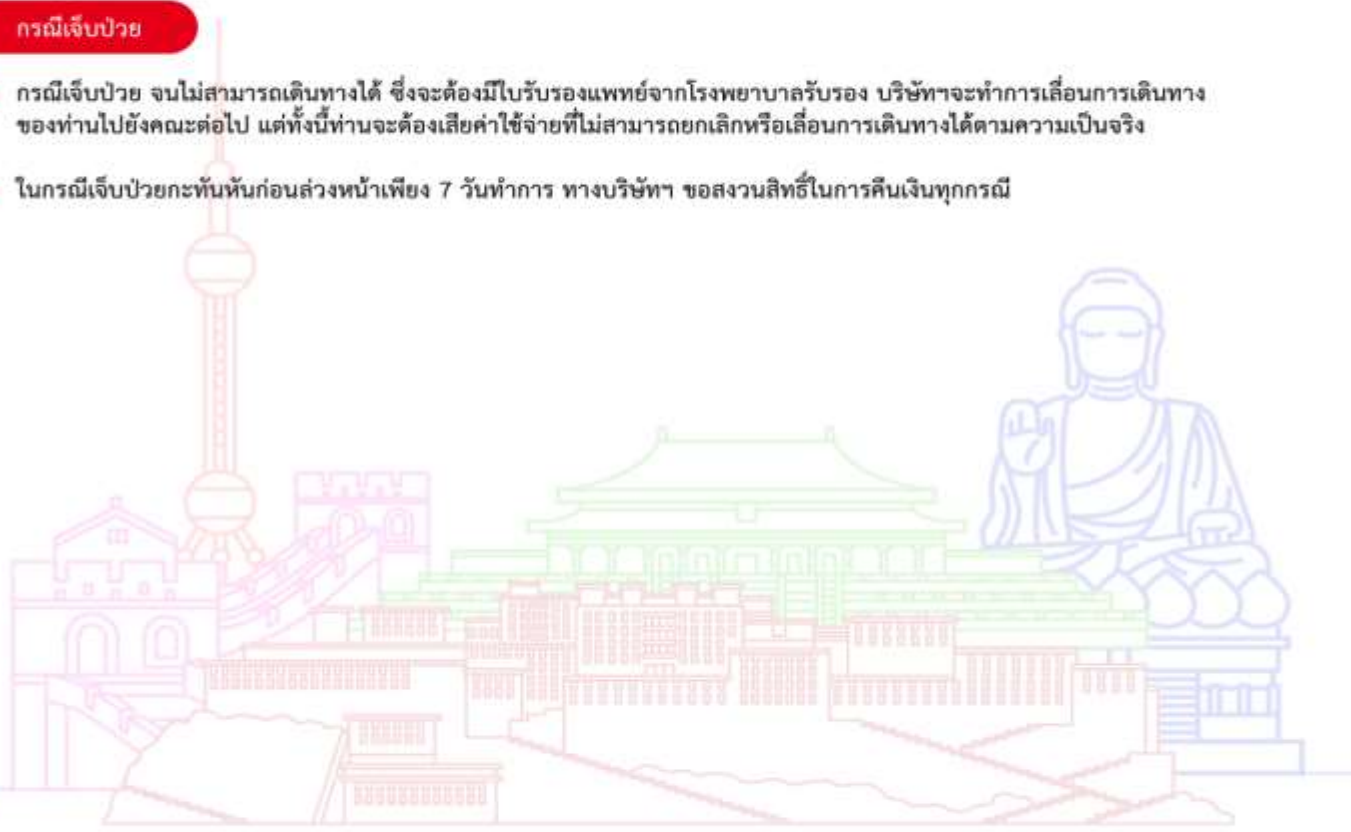 กรณีเจ็บป่วย
กรณีเจ็บป่วย จนไม่สามารถเดินทางได้ ซึ่งจะต้องมีใบรับรองแพทย์จากโรงพยาบาลรับรอง บริษัทฯจะทำการเลื่อนการเดินทาง
ของท่านไปยังคณะต่อไป แต่ทั้งนี้ท่านจะต้องเสียค่าใช้จ่ายที่ไม่สามารถยกเลิกหรือเลื่อนการเดินทางได้ตามความเป็นจริง
ในกรณีเจ็บป่วยกะทันหันก่อนล่วงหน้าเพียง 7 วันทำการ ทางบริษัทฯ ขอสงวนสิทธิ์ในการคืนเงินทุกกรณี